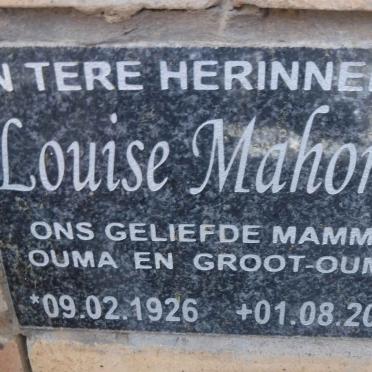 N TERE HERINNE
Louise Mahon
ONS GELIEFDE MAMM
OUMA EN GROOT-OUM
*09.02.1926 +01.08.20